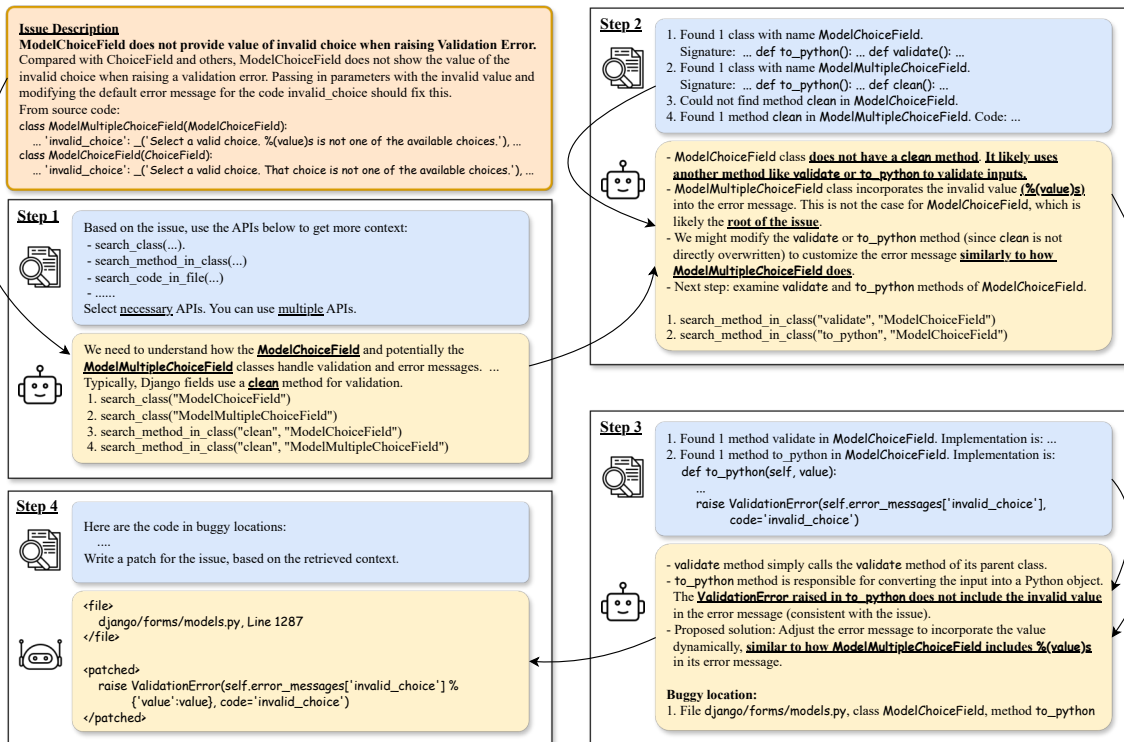 Issue Description
ModelChoiceField does not provide value of invalid choice when raising Validation Error.
Compared with ChoiceField and others, ModelChoiceField does not show the value of the
invalid choice when raising a validation error. Passing in parameters with the invalid value and
modifying the default error message for the code invalid_choice should fix this.
From source code:
class ModelMultipleChoiceField(ModelChoiceField):
... 'invalid_choice': _('Select a valid choice. %(value)s is not one of the available choices.'), ...
class ModelChoiceField(ChoiceField):
... 'invalid_choice': _('Select a valid choice. That choice is not one of the available choices.'), ...
Step 1
Based on the issue, use the APIs below to get more context:
- search_class(...).
- search_method_in_class(...)
- search_code_in_file(...)
- ......
Select necessary APIs. You can use multiple APIs.
We need to understand how the ModelChoiceField and potentially the
ModelMultipleChoiceField classes handle validation and error messages. ...
Typically, Django fields use a clean method for validation.
1. search_class("ModelChoiceField")
2. search_class("ModelMultipleChoiceField")
3. search_method_in_class("clean", "ModelChoiceField")
4. search_method_in_class("clean", "ModelMultipleChoiceField")
Step 2
1. Found 1 class with name ModelChoiceField.
Signature: ... def to_python(): ... def validate(): ...
2. Found 1 class with name ModelMultipleChoiceField.
Signature: ... def to_python(): ... def clean(): ...
3. Could not find method clean in ModelChoiceField.
4. Found 1 method clean in ModelMultipleChoiceField. Code: ...
- ModelChoiceField class does not have a clean method. It likely uses
another method like validate or to_python to validate inputs.
- ModelMultipleChoiceField class incorporates the invalid value (%(value)s)
into the error message. This is not the case for ModelChoiceField, which is
likely the root of the issue.
- We might modify the validate or to_python method (since clean is not
directly overwritten) to customize the error message similarly to how
ModelMultipleChoiceField does.
- Next step: examine validate and to_python methods of ModelChoiceField.
1. search_method_in_class("validate", "ModelChoiceField")
2. search_method_in_class("to_python", "ModelChoiceField")
Step 3
1. Found 1 method validate in ModelChoiceField. Implementation is: ...
2. Found 1 method to_python in ModelChoiceField. Implementation is:
def to_python(self, value):
...
raise ValidationError(self.error_messages['invalid_choice'],
code='invalid_choice')
- validate method simply calls the validate method of its parent class.
- to_python method is responsible for converting the input into a Python object.
The ValidationError raised in to_python does not include the invalid value
in the error message (consistent with the issue).
- Proposed solution: Adjust the error message to incorporate the value
dynamically, similar to how ModelMultipleChoiceField includes %(value)s
in its error message.
Buggy location:
1. File django/forms/models.py, class ModelChoiceField, method to_python
Step 4
Here are the code in buggy locations:
....
Write a patch for the issue, based on the retrieved context.
<file>
django/forms/models.py, Line 1287
</file>
<patched>
raise ValidationError(self.error_messages['invalid_choice'] %
{'value':value}, code='invalid_choice')
</patched>